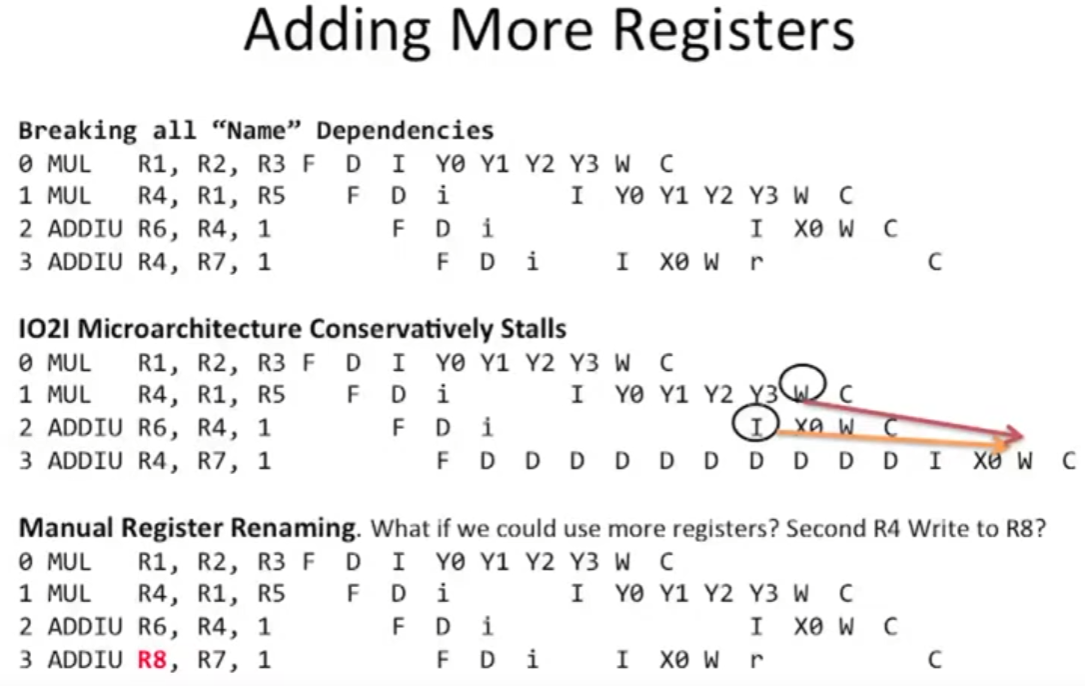 Adding More Registers
Breaking all “Name” Dependencies
0 MUL R1, R2, R3 F D I Y0 Y1 Y2 Y3 W C
1 MUL R4, R1, R5 F D i I Y0 Y1 Y2 Y3 W C
2 ADDIU R6, R4, 1 F D i I X0 W C
3 ADDIU R4, R7, 1 F D i I X0 W r C
IO2I Microarchitecture Conservatively Stalls
0 MUL R1, R2, R3 F D I Y0 Y1 Y2 Y3 W C
1 MUL R4, R1, R5 F D i I Y0 Y1 Y2 Y3 W C
2 ADDIU R6, R4, 1 F D i I X0 W C
3 ADDIU R4, R7, 1 F D D D D D D D D D D I X0 W C
Manual Register Renaming. What if we could use more registers? Second R4 Write to R8?
0 MUL R1, R2, R3 F D I Y0 Y1 Y2 Y3 W C
1 MUL R4, R1, R5 F D i I Y0 Y1 Y2 Y3 W C
2 ADDIU R6, R4, 1 F D i I X0 W C
3 ADDIU R8, R7, 1 F D i I X0 W r C